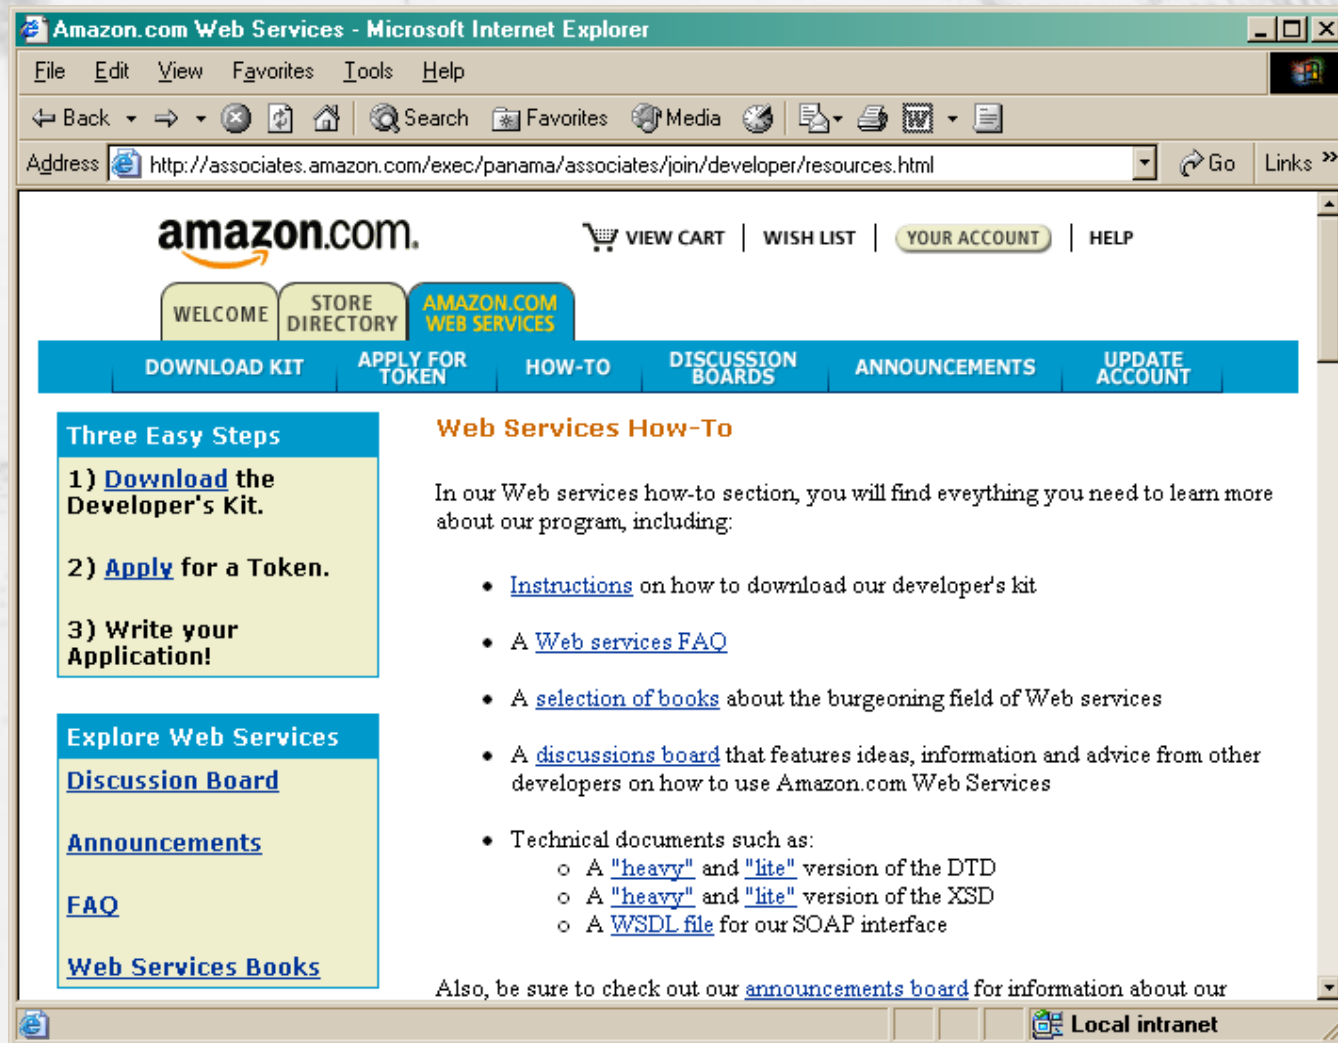 Amazon.com Web Services - Microsoft Internet Explorer
File Edit View Favorites Tools Help
Back Search Favorites Media
Address http://associates.amazon.com/exec/panama/associates/join/developer/resources.html Go Links »
amazon.com.
VIEW CART | WISH LIST | YOUR ACCOUNT | HELP
WELCOME
STORE
DIRECTORY
AMAZON.COM
WEB SERVICES
DOWNLOAD KIT
APPLY FOR
TOKEN
HOW-TO
DISCUSSION
BOARDS
ANNOUNCEMENTS
UPDATE
ACCOUNT
Three Easy Steps
1) Download the
Developer's Kit.
2) Apply for a Token.
3) Write your
Application!
Explore Web Services
Discussion Board
Announcements
FAQ
Web Services Books
Web Services How-To
In our Web services how-to section, you will find eveything you need to learn more
about our program, including:
• Instructions on how to download our developer's kit
• A Web services FAQ
• A selection of books about the burgeoning field of Web services
• A discussions board that features ideas, information and advice from other
developers on how to use Amazon.com Web Services
• Technical documents such as:
o A "heavy" and "lite" version of the DTD
o A "heavy" and "lite" version of the XSD
o A WSDL file for our SOAP interface
Also, be sure to check out our announcements board for information about our
Local intranet